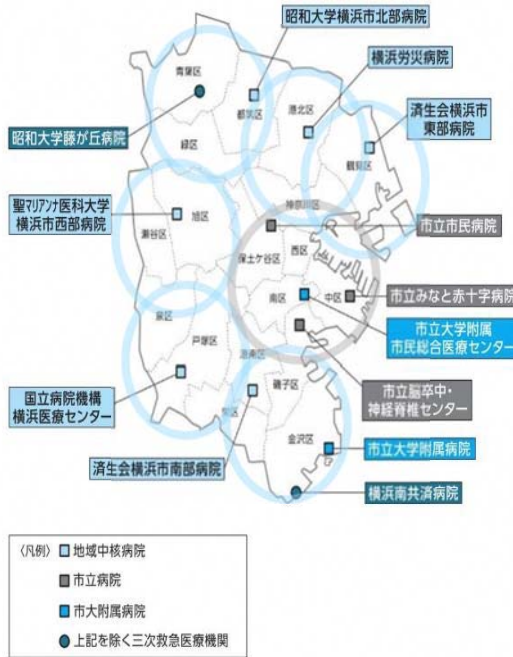 昭和大学横浜市北部病院
横浜労災病院
済生会横浜市
東部病院
青葉区
都筑区
港北区
鶴見区
昭和大学藤が丘病院
緑区
神奈川区
聖マリアンナ医科大学
横浜市西部病院
旭区
瀬谷区
市立市民病院
保土ケ谷区
西区
南区
中区
市立みなと赤十字病院
市立大学附属
市民総合医療センター
泉区
戸塚区
港南区
磯子区
市立脳卒中・
神経脊椎センター
国立病院機構
横浜医療センター
栄区
金沢区
市立大学附属病院
済生会横浜市南部病院
横浜南共済病院
〈凡例〉
地域中核病院
市立病院
市大附属病院
上記を除く三次救急医療機関